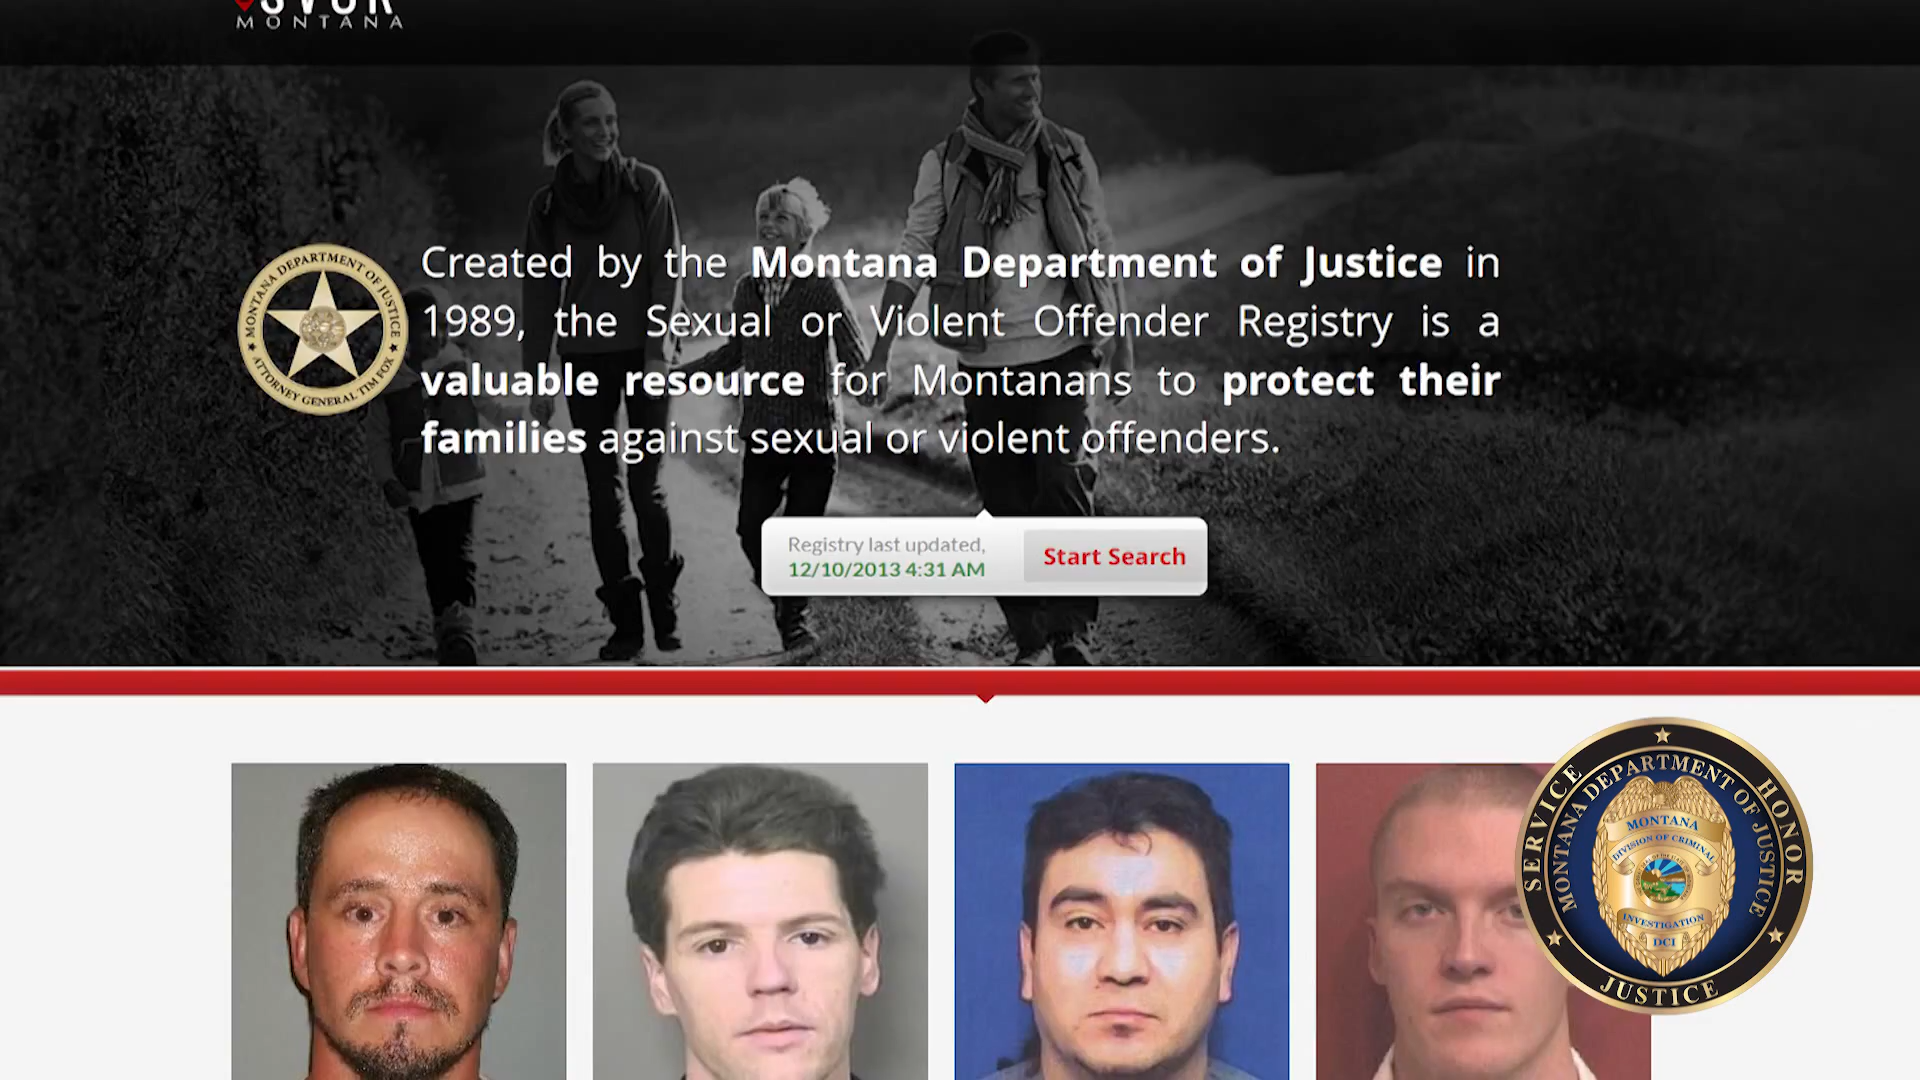 SVOR
MONTANA
Created by the Montana Department of Justice in
1989, the Sexual or Violent Offender Registry is a
valuable resource for Montanans to protect their
families against sexual or violent offenders.
MONTANA DEPARTMENT OF JUSTICE
ATTORNEY GENERAL TIM FOX
Registry last updated,
12/10/2013 4:31 AM
Start Search
SERVICE
HONOR
JUSTICE
MONTANA DEPARTMENT OF JUSTICE
MONTANA
DIVISION OF CRIMINAL
INVESTIGATION
DCI